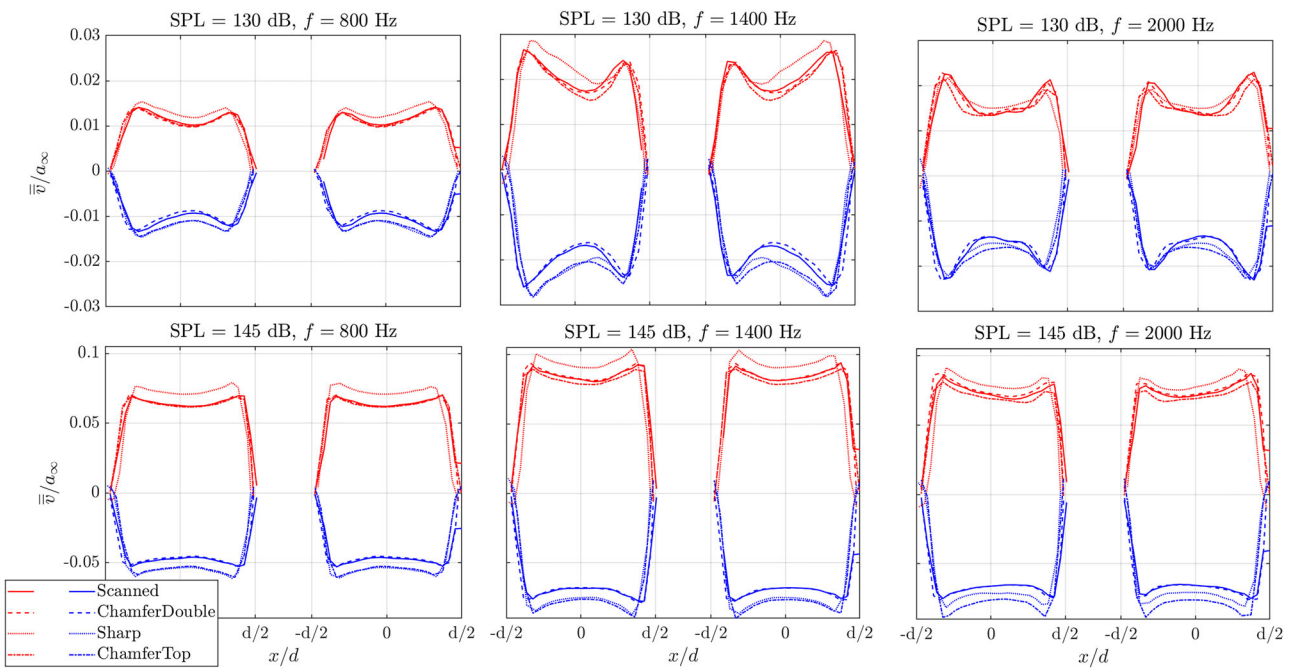 SPL = 130 dB, f = 800 Hz
SPL = 130 dB, f = 1400 Hz
SPL = 130 dB, f = 2000 Hz
0.03
0.02
0.01
0
-0.01
-0.02
-0.03
v/a∞
SPL = 145 dB, f = 800 Hz
SPL = 145 dB, f = 1400 Hz
SPL = 145 dB, f = 2000 Hz
0.1
0.05
0
-0.05
v/a∞
Scanned
ChamferDouble
Sharp
ChamferTop
d/2 -d/2 0 d/2
-d/2 0 d/2 -d/2 0 d/2
-d/2 0 d/2 -d/2 0 d/2
x/d
x/d
x/d